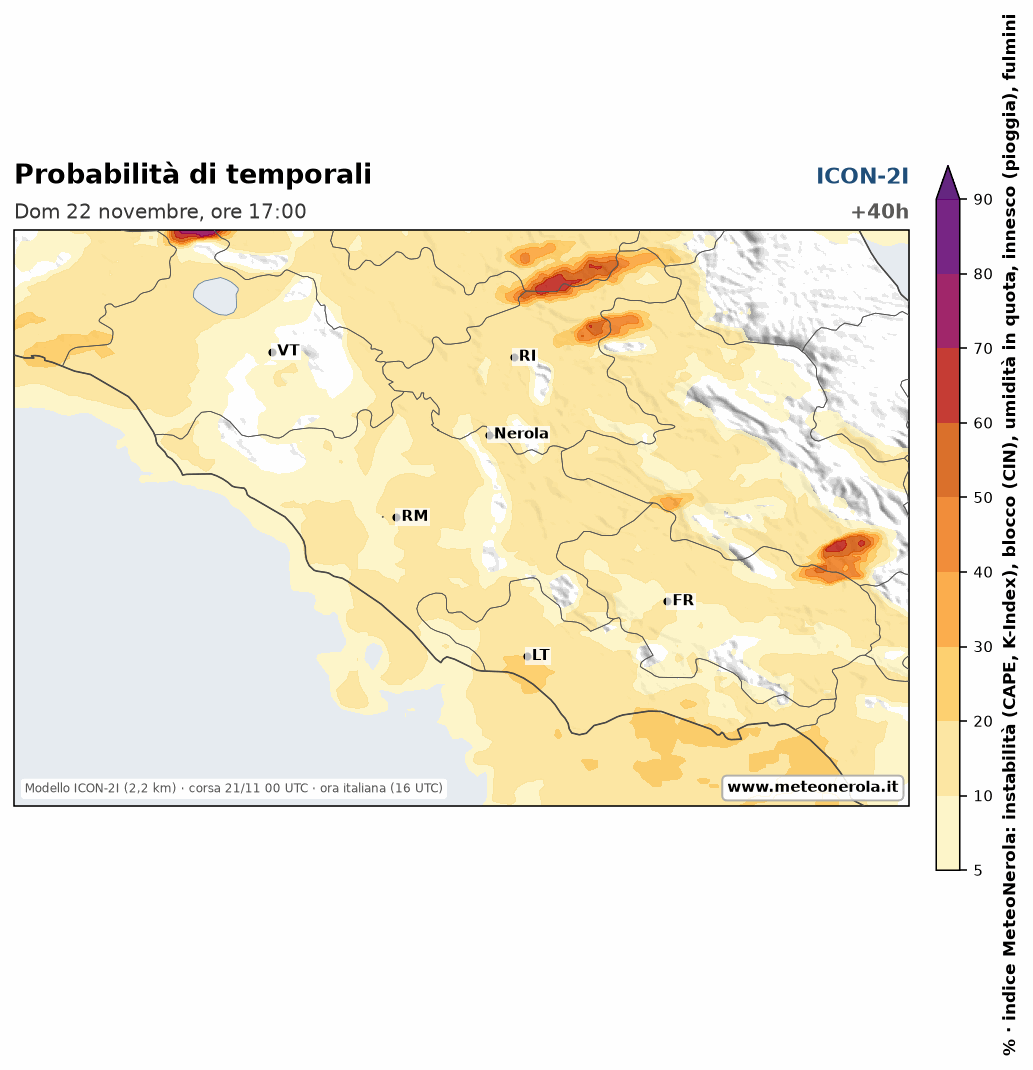 Probabilità di temporali
ICON-2I
Dom 22 novembre, ore 17:00
+40h
VT
RI
Nerola
RM
FR
LT
Modello ICON-2I (2,2 km) · corsa 21/11 00 UTC · ora italiana (16 UTC)
www.meteonerola.it
90
80
70
60
50
40
30
20
10
5
% · indice MeteoNerola: instabilità (CAPE, K-Index), blocco (CIN), umidità in quota, innesco (pioggia), fulmini